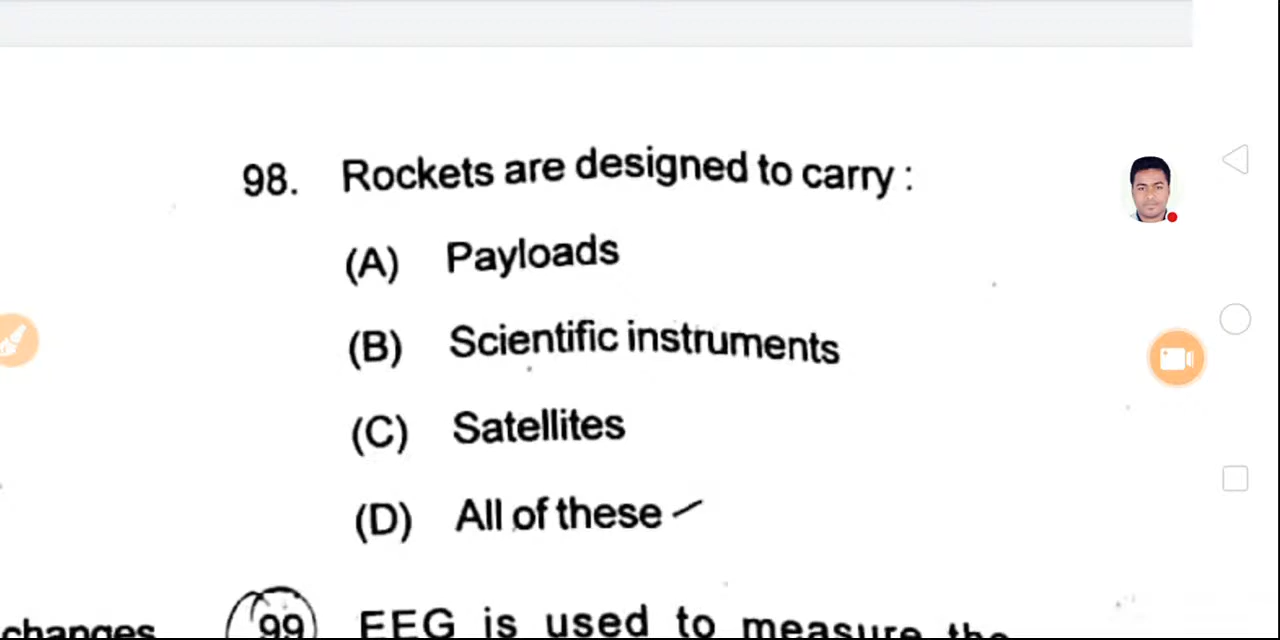 98. Rockets are designed to carry :
(A) Payloads
(B) Scientific instruments
(C) Satellites
(D) All of these
changes 99 EEG is used to measure the